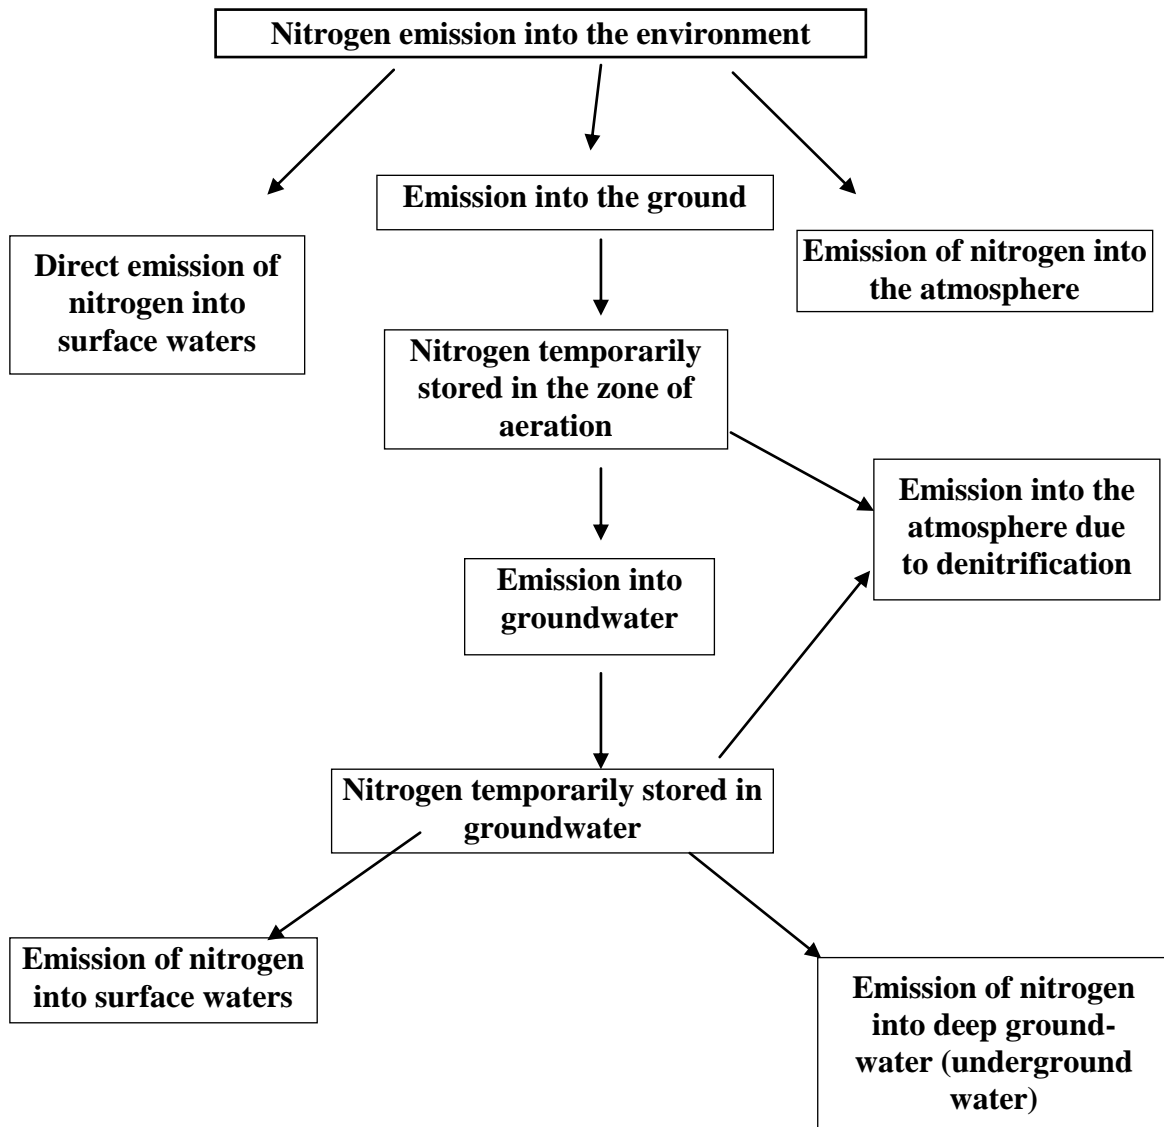 Nitrogen emission into the environment
Emission into the ground
Direct emission of
nitrogen into
surface waters
Emission of nitrogen into
the atmosphere
Nitrogen temporarily
stored in the zone of
aeration
Emission into the
atmosphere due
to denitrification
Emission into
groundwater
Nitrogen temporarily stored in
groundwater
Emission of nitrogen
into surface waters
Emission of nitrogen
into deep ground-
water (underground
water)